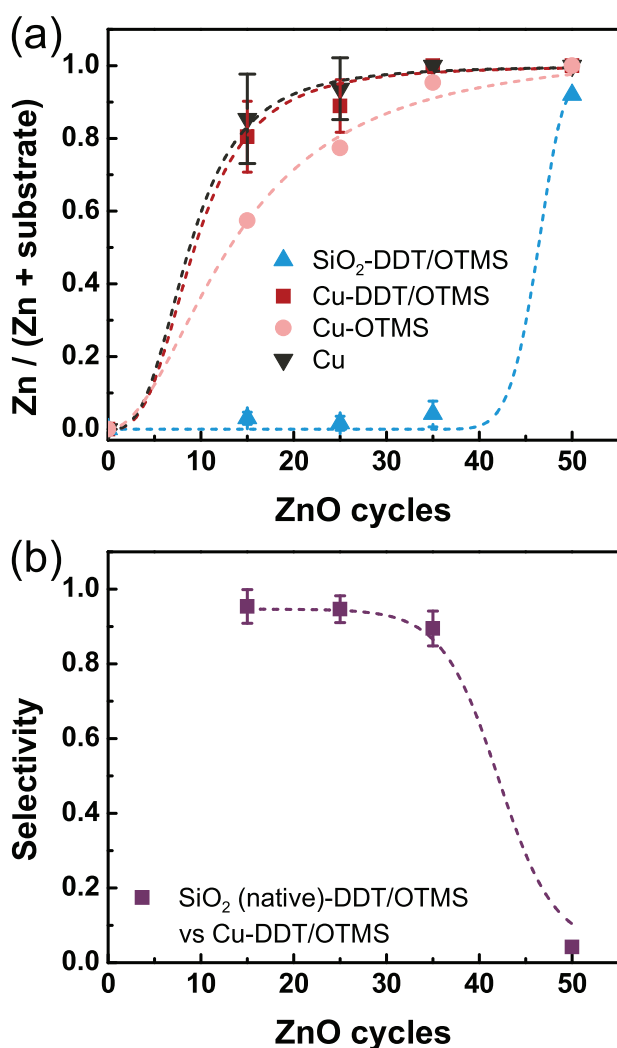 (a)
Zn / (Zn + substrate)
1.0
0.8
0.6
0.4
0.2
0.0
SiO₂-DDT/OTMS
Cu-DDT/OTMS
Cu-OTMS
Cu
0 10 20 30 40 50
ZnO cycles
(b)
Selectivity
1.0
0.8
0.6
0.4
0.2
0.0
SiO₂ (native)-DDT/OTMS
vs Cu-DDT/OTMS
0 10 20 30 40 50
ZnO cycles